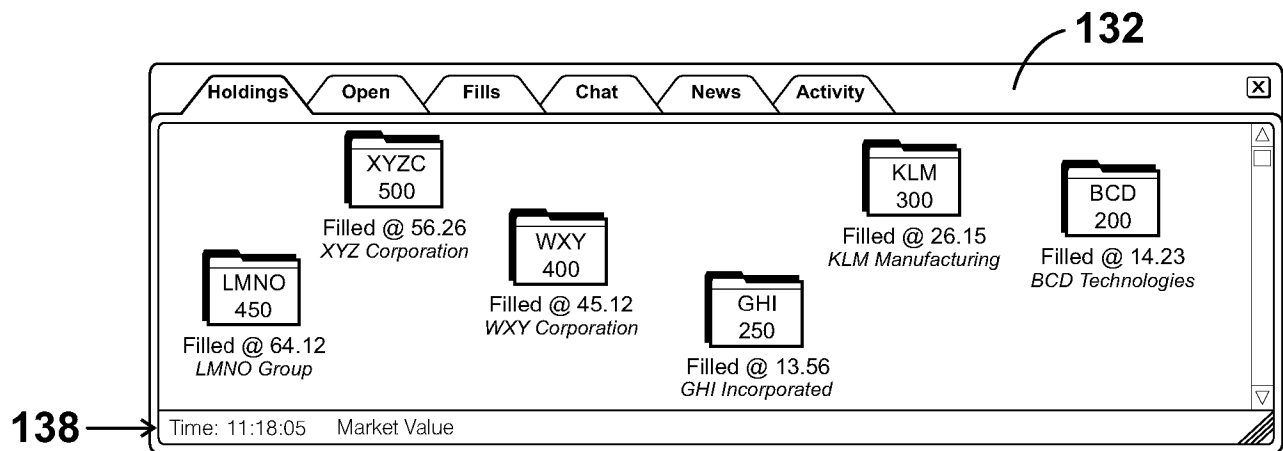 132
Holdings Open Fills Chat News Activity X
XYZC
500
Filled @ 56.26
XYZ Corporation
KLM
300
Filled @ 26.15
KLM Manufacturing
BCD
200
Filled @ 14.23
BCD Technologies
WXY
400
Filled @ 45.12
WXY Corporation
LMNO
450
Filled @ 64.12
LMNO Group
GHI
250
Filled @ 13.56
GHI Incorporated
138
Time: 11:18:05 Market Value